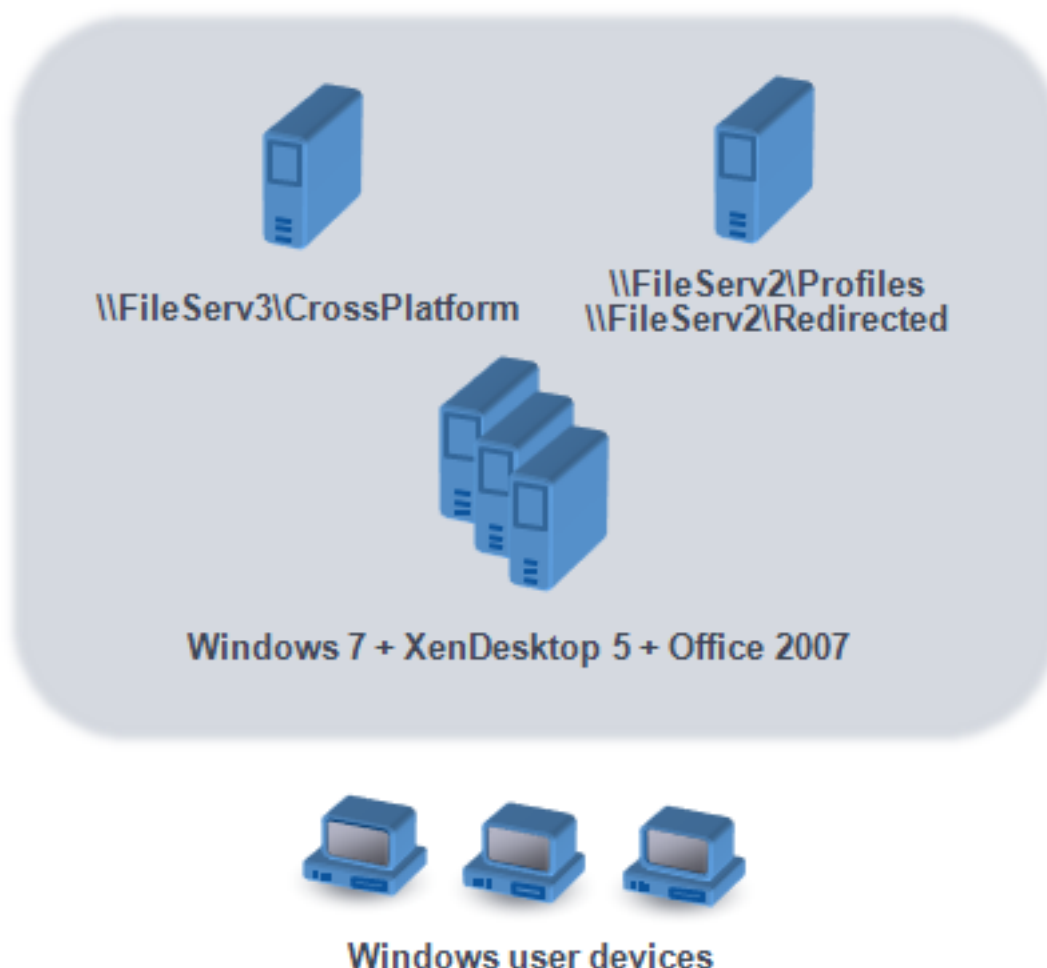 \\FileServ3\CrossPlatform
\\FileServ2\Profiles
\\FileServ2\Redirected
Windows 7 + XenDesktop 5 + Office 2007
Windows user devices